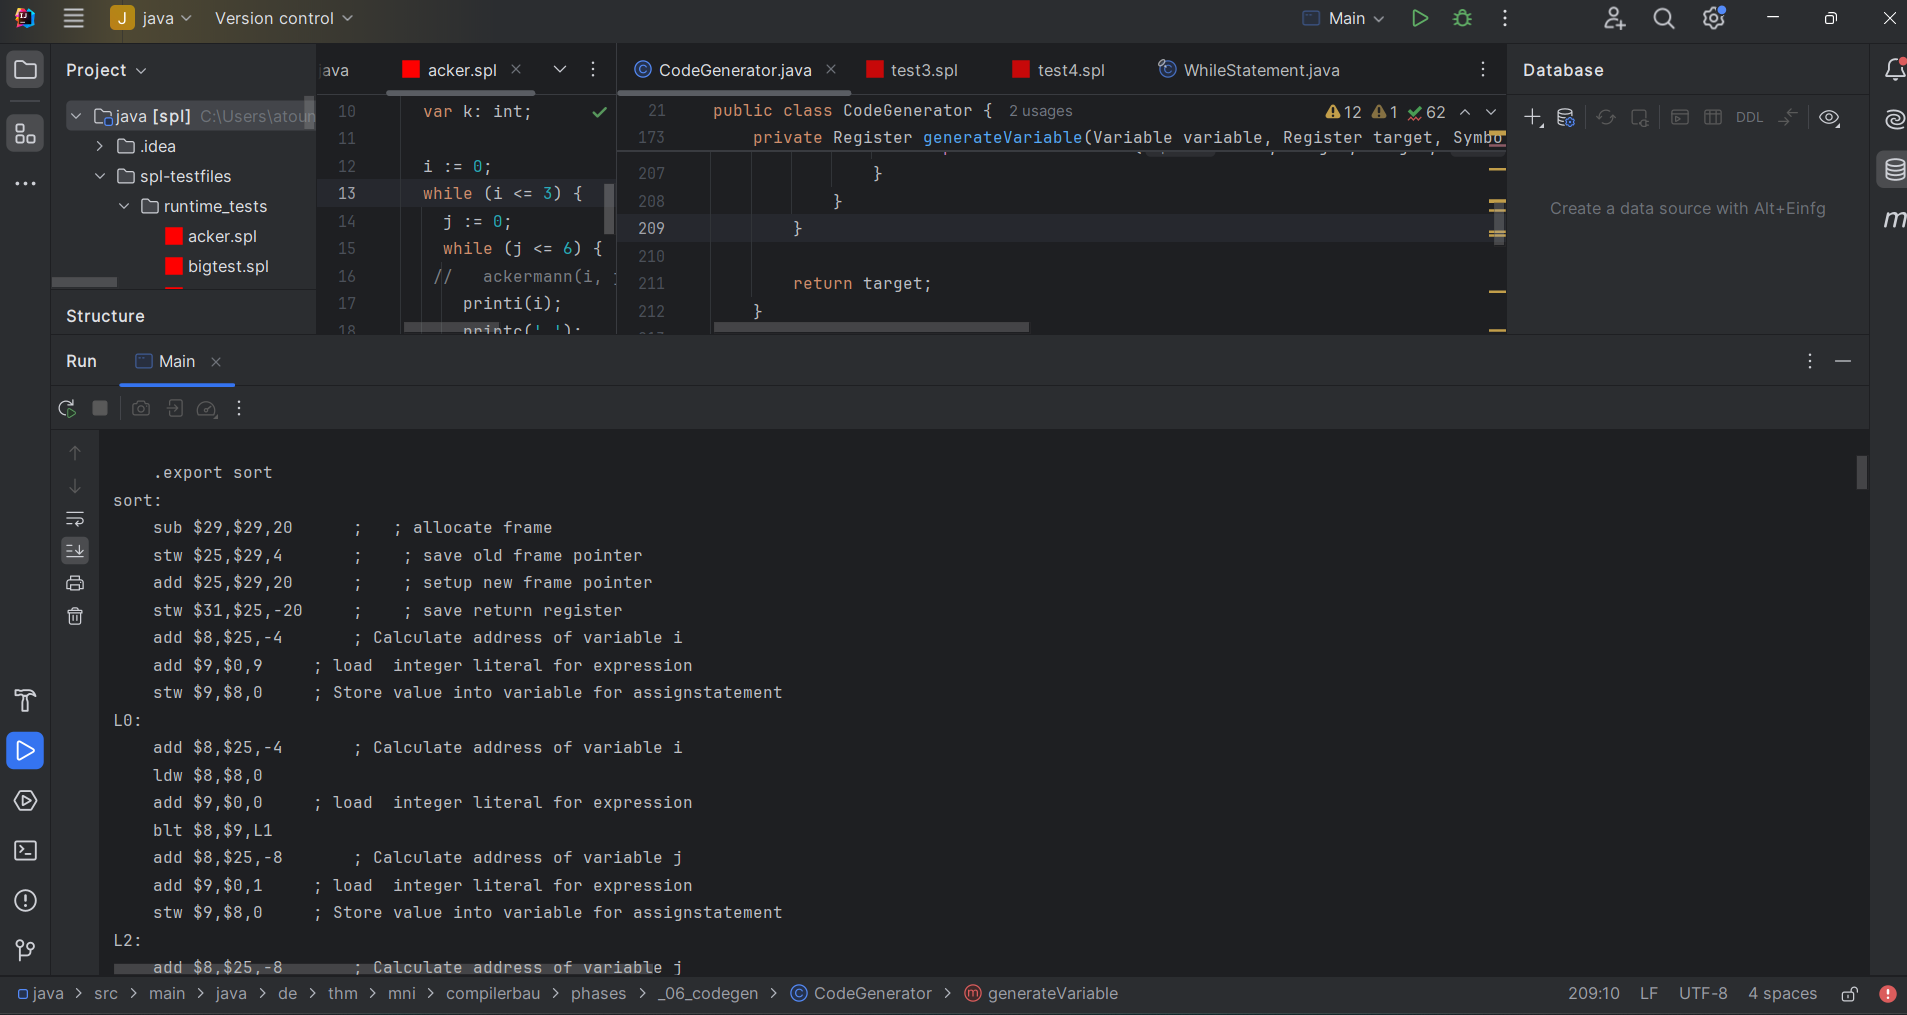 J java Version control Main
Project
java
acker.spl
CodeGenerator.java
test3.spl
test4.spl
WhileStatement.java
Database
java [spl] C:\Users\atoun
.idea
spl-testfiles
runtime_tests
acker.spl
bigtest.spl
Structure
10 var k: int;
11
12 i := 0;
13 while (i <= 3) {
14 j := 0;
15 while (j <= 6) {
16 // ackermann(i,
17 printi(i);
18 printc(' ');
21 public class CodeGenerator { 2 usages
12 1 62
173 private Register generateVariable(Variable variable, Register target, Symbo
207 }
208 }
209 }
210
211 return target;
212 }
DDL
Create a data source with Alt+Einfg
m
Run Main
.export sort
sort:
sub $29,$29,20 ; ; allocate frame
stw $25,$29,4 ; ; save old frame pointer
add $25,$29,20 ; ; setup new frame pointer
stw $31,$25,-20 ; ; save return register
add $8,$25,-4 ; Calculate address of variable i
add $9,$0,9 ; load integer literal for expression
stw $9,$8,0 ; Store value into variable for assignstatement
L0:
add $8,$25,-4 ; Calculate address of variable i
ldw $8,$8,0
add $9,$0,0 ; load integer literal for expression
blt $8,$9,L1
add $8,$25,-8 ; Calculate address of variable j
add $9,$0,1 ; load integer literal for expression
stw $9,$8,0 ; Store value into variable for assignstatement
L2:
add $8,$25,-8 ; Calculate address of variable j
java > src > main > java > de > thm > mni > compilerbau > phases > _06_codegen > CodeGenerator > generateVariable
209:10 LF UTF-8 4 spaces